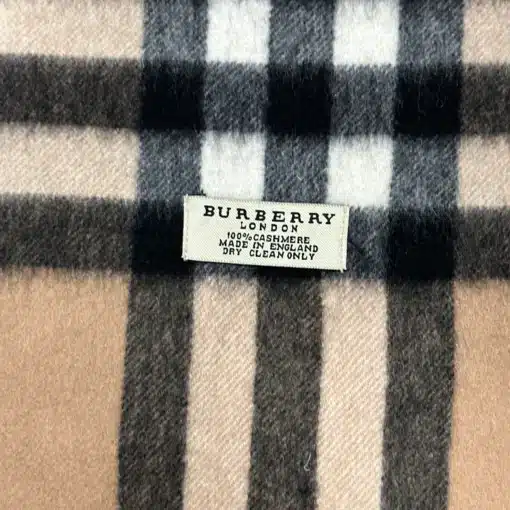 BURBERRY
LONDON
100% CASHMERE
MADE IN ENGLAND
DRY CLEAN ONLY